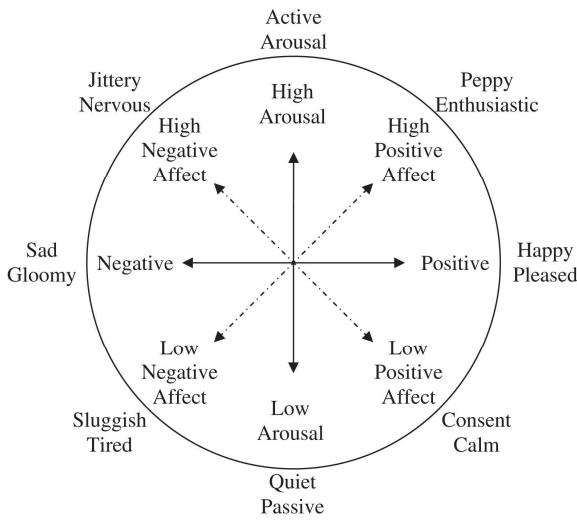 Active
Arousal
Jittery
Nervous
Peppy
Enthusiastic
High
Arousal
High
Negative
Affect
High
Positive
Affect
Sad
Gloomy
Negative
Positive
Happy
Pleased
Low
Negative
Affect
Low
Positive
Affect
Low
Arousal
Sluggish
Tired
Consent
Calm
Quiet
Passive